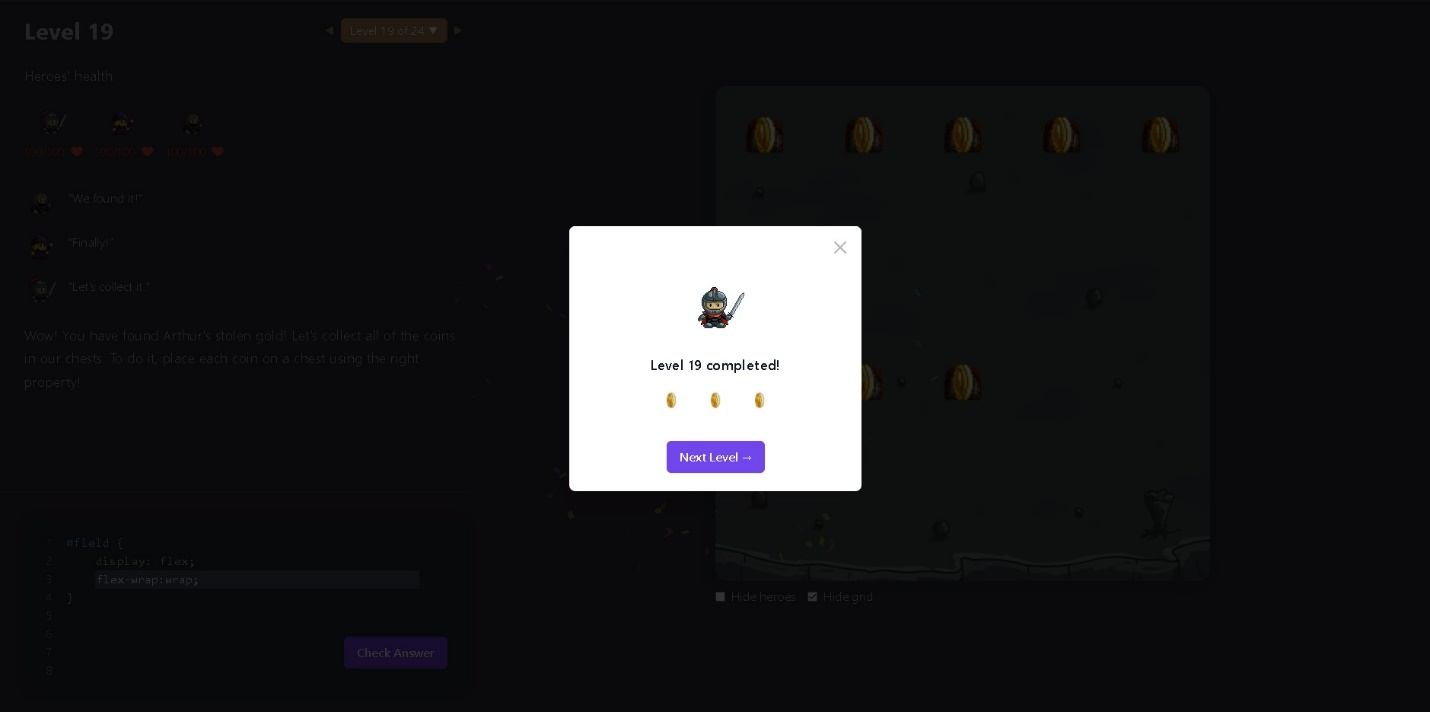 Level 19
◄ Level 19 of 24 ▼ ►
Heroes' health
100/100
"We found it!"
"Finally!"
"Let's collect it."
Wow! You have found Arthur's stolen gold! Let's collect all of the coins
in our chests. To do it, place each coin on a chest using the right
property!
Level 19 completed!
Next Level →
1 #field {
2 display: flex;
3 flex-wrap:wrap;
4 }
5
6
7
8
Check Answer
Hide heroes Hide grid